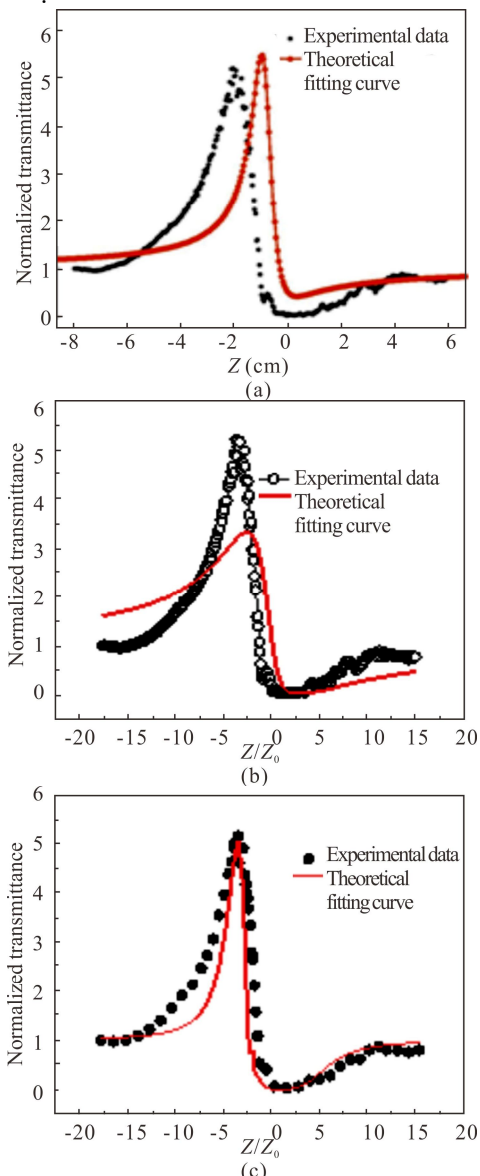 Experimental data
Theoretical
fitting curve
Normalized transmittance
6
5
4
3
2
1
0
-8 -6 -4 -2 0 2 4 6
Z (cm)
(a)
Experimental data
Theoretical
fitting curve
Normalized transmittance
6
5
4
3
2
1
0
-20 -15 -10 -5 0 5 10 15 20
Z/Z₀
(b)
Experimental data
Theoretical
fitting curve
Normalized transmittance
6
5
4
3
2
1
0
-20 -15 -10 -5 0 5 10 15 20
Z/Z₀
(c)